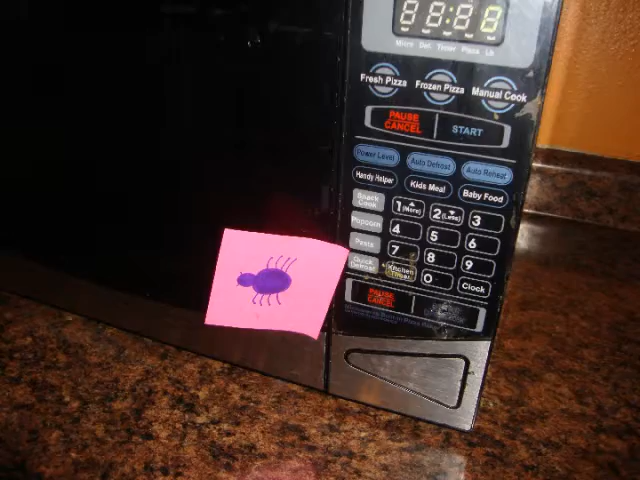 88:88
Micro Def. Timer Pizza Lb
Fresh Pizza Frozen Pizza Manual Cook
PAUSE
CANCEL START
Power Level Auto Defrost Auto Reheat
Handy Helper Kids Meal Baby Food
Snack
Cook
1 (More) 2 (Less) 3
Popcorn 4 5 6
Pasta 7 8 9
Quick
Defrost
Kitchen
Timer
0 Clock
PAUSE
CANCEL